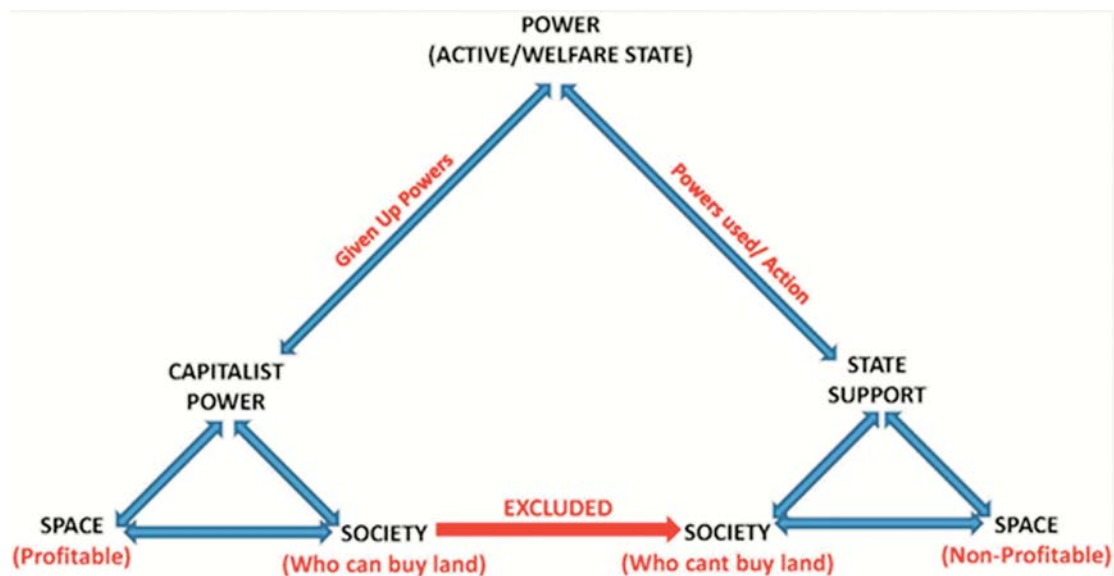 POWER
(ACTIVE/WELFARE STATE)
Given Up Powers
Powers used/ Action
CAPITALIST
POWER
STATE
SUPPORT
EXCLUDED
SPACE
(Profitable)
SOCIETY
(Who can buy land)
SOCIETY
(Who cant buy land)
SPACE
(Non-Profitable)